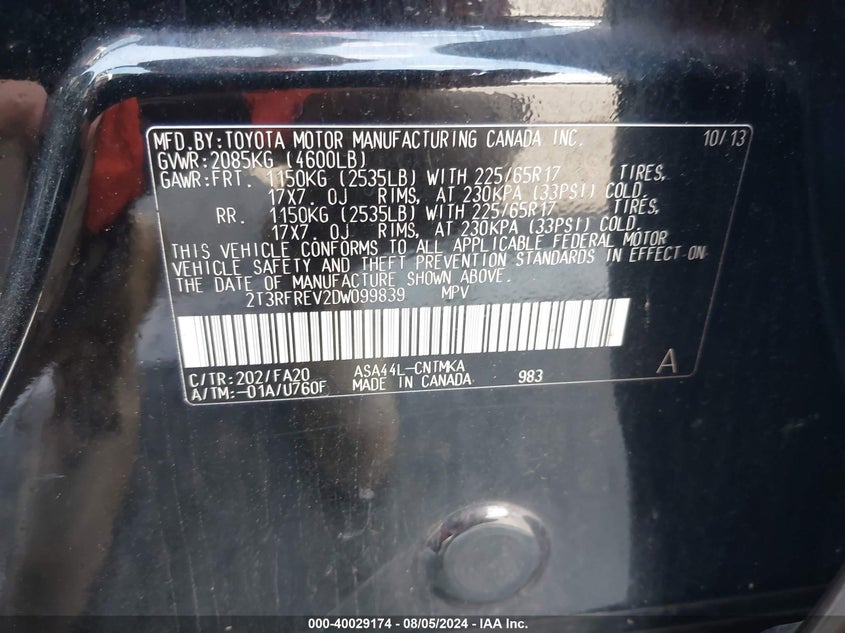 MFD.BY:TOYOTA MOTOR MANUFACTURING CANADA INC. 10/13
GVWR:2085KG (4600LB)
GAWR:FRT. 1150KG (2535LB) WITH 225/65R17 TIRES,
17X7.0J RIMS, AT 230KPA (33PSI) COLD.
RR. 1150KG (2535LB) WITH 225/65R17 TIRES,
17X7.0J RIMS, AT 230KPA (33PSI) COLD.
THIS VEHICLE CONFORMS TO ALL APPLICABLE FEDERAL MOTOR
VEHICLE SAFETY AND THEFT PREVENTION STANDARDS IN EFFECT ON
THE DATE OF MANUFACTURE SHOWN ABOVE.
2T3RFREV2DW099839 MPV
C/TR:202/FA20 ASA44L-CNTMKA A
A/TM:-01A/U760F MADE IN CANADA 983
000-40029174 - 08/05/2024 - IAA Inc.